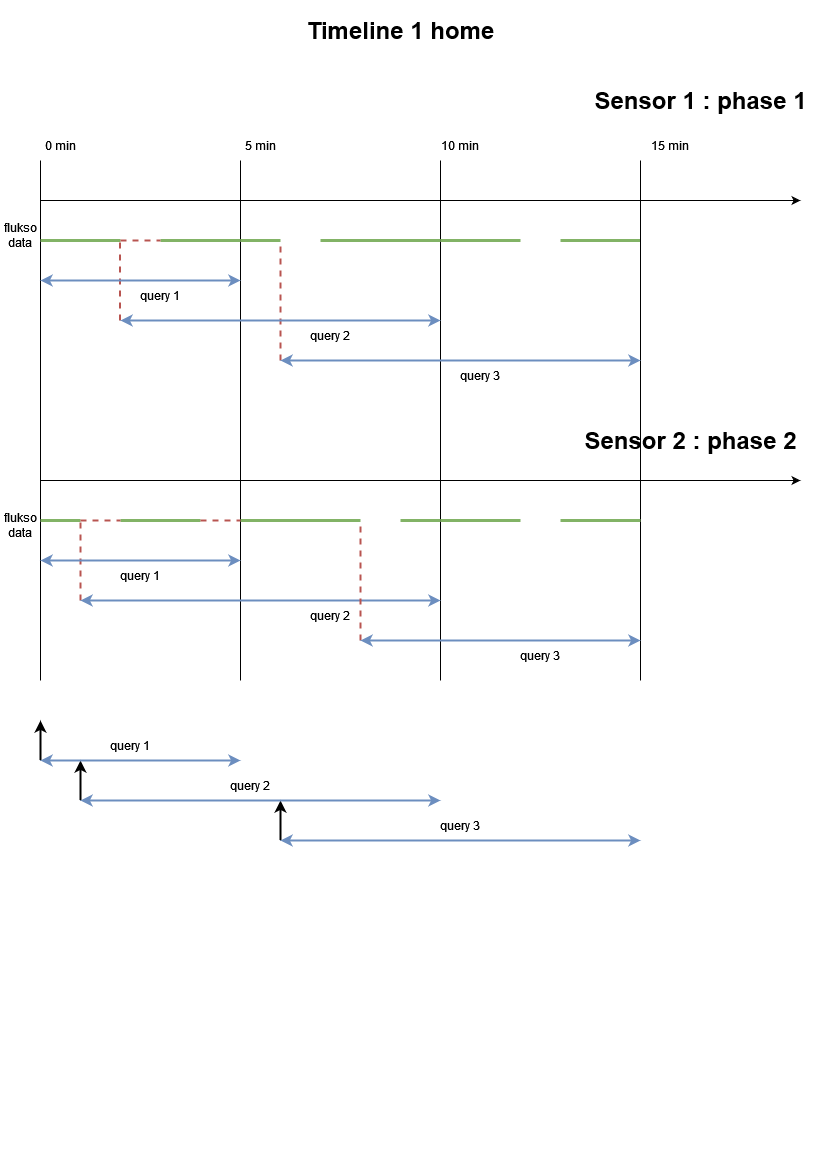 Timeline 1 home
Sensor 1 : phase 1
0 min
5 min
10 min
15 min
flukso
data
query 1
query 2
query 3
Sensor 2 : phase 2
flukso
data
query 1
query 2
query 3
query 1
query 2
query 3